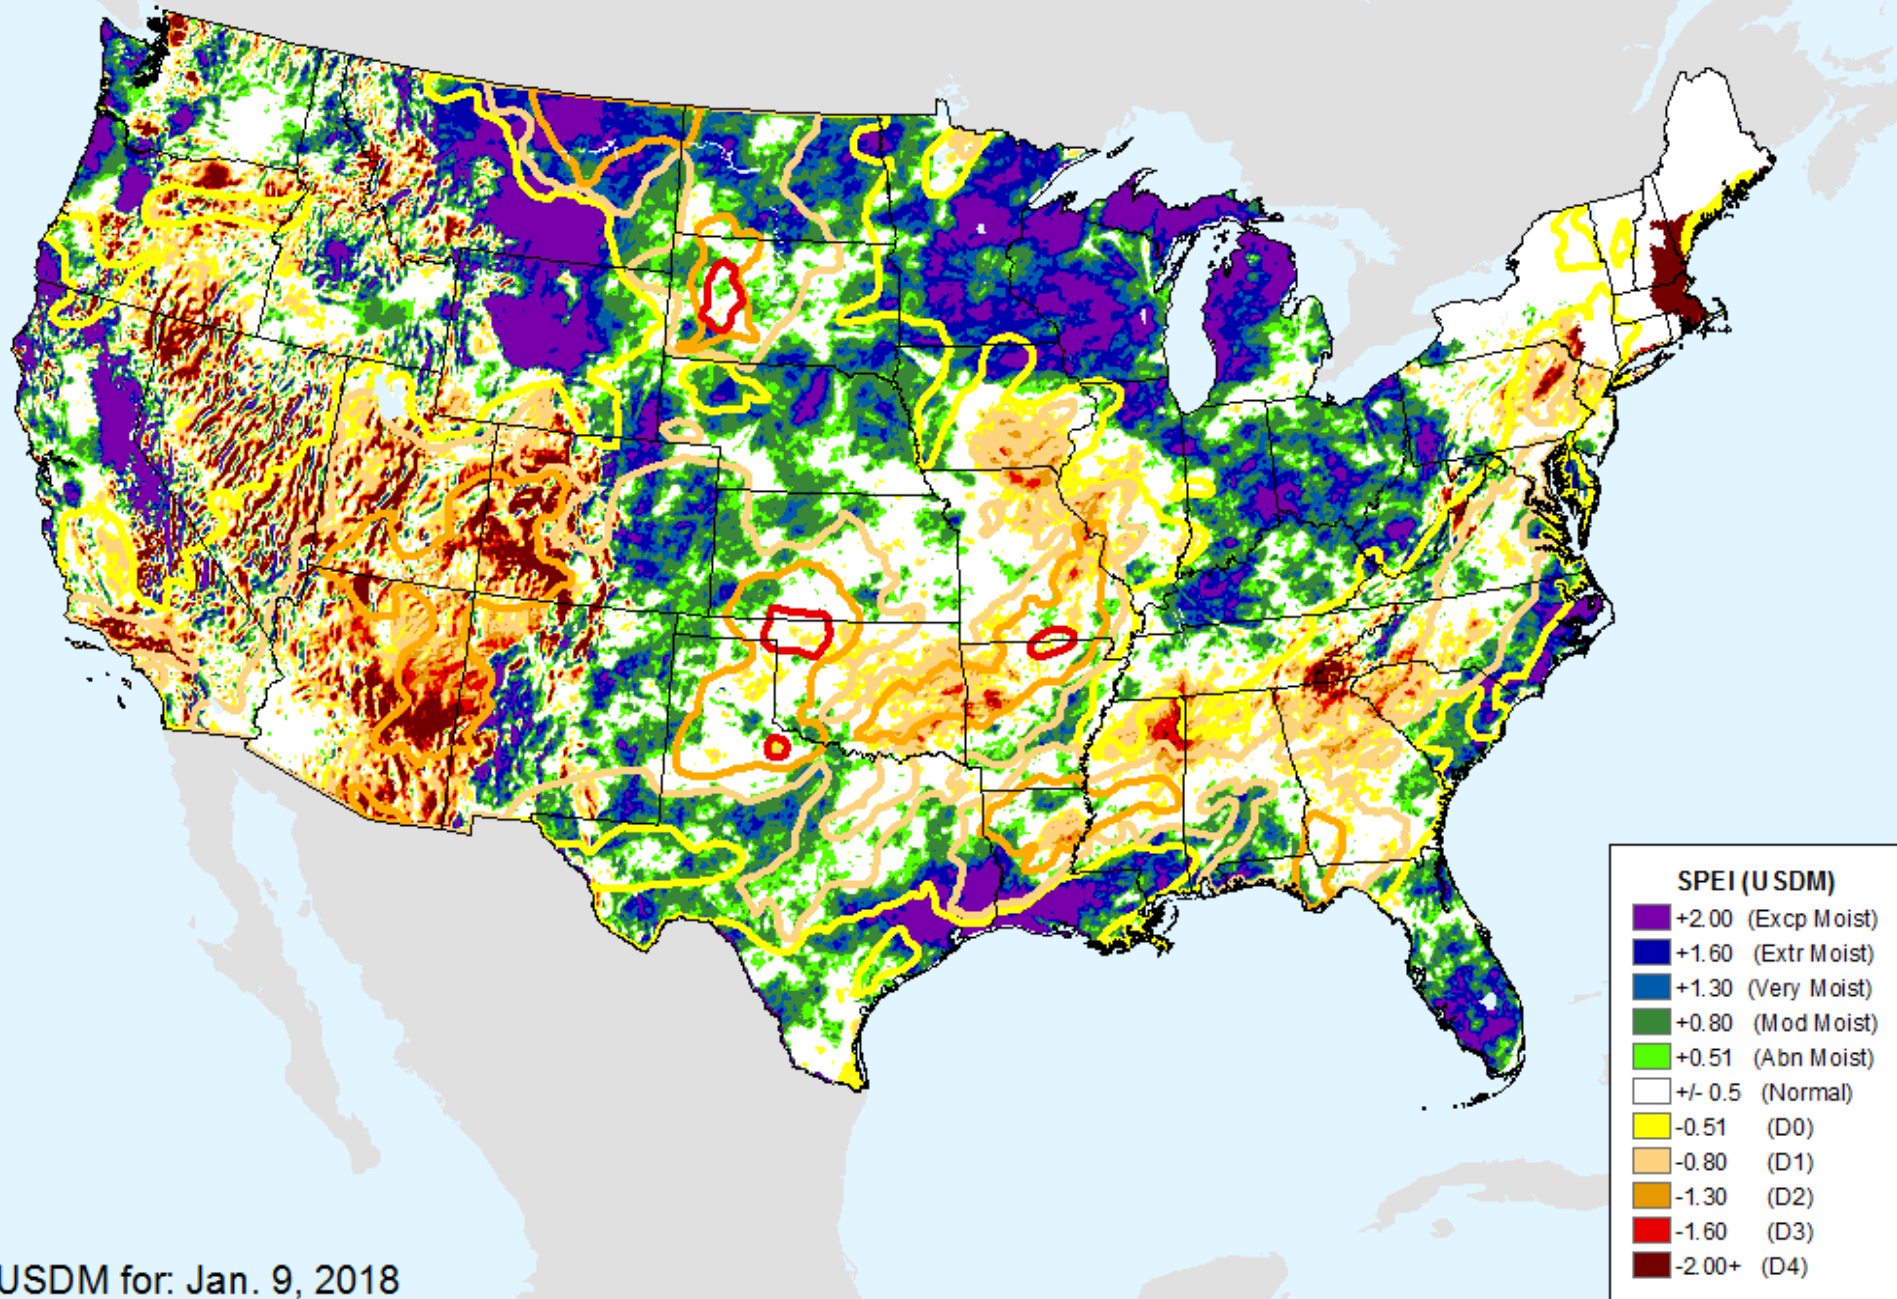 SPEI (USDM)
+2.00 (Excp Moist)
+1.60 (Extr Moist)
+1.30 (Very Moist)
+0.80 (Mod Moist)
+0.51 (Abn Moist)
+/- 0.5 (Normal)
-0.51 (D0)
-0.80 (D1)
-1.30 (D2)
-1.60 (D3)
-2.00+ (D4)
USDM for: Jan. 9, 2018